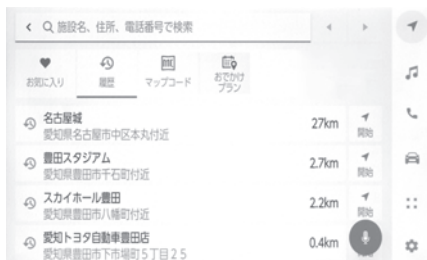 施設名、住所、電話番号で検索
お気に入り
履歴
マップコード
おでかけ
プラン
名古屋城
愛知県名古屋市中区本丸付近
27km
開始
豊田スタジアム
愛知県豊田市千石町付近
2.7km
開始
スカイホール豊田
愛知県豊田市八幡町付近
2.2km
開始
愛知トヨタ自動車豊田店
愛知県豊田市下市場町5丁目25
0.4km